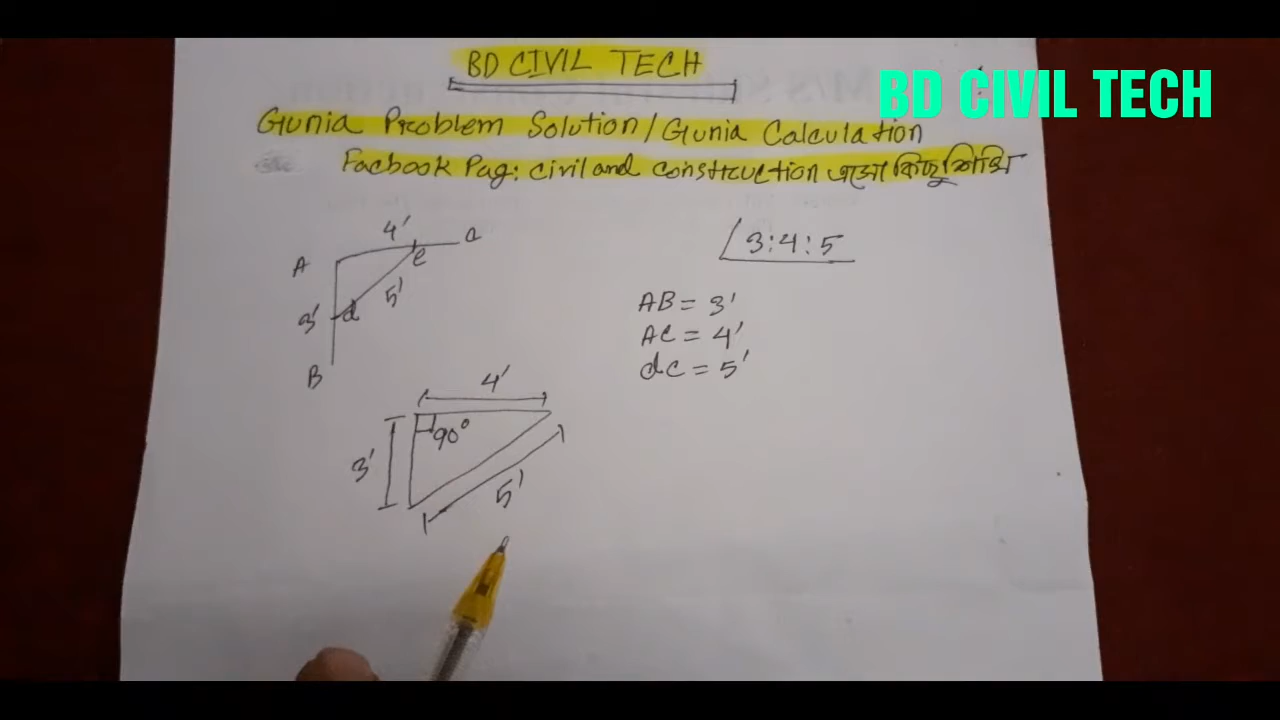 BD CIVIL TECH
BD CIVIL TECH
Gunia Problem Solution/Gunia Calculation
Facbook Pag: civil and construction এসো কিছু শিখি
4'
A
e
a
3'
d
5'
B
3:4:5
AB = 3'
AC = 4'
dc = 5'
4'
90°
3'
5'